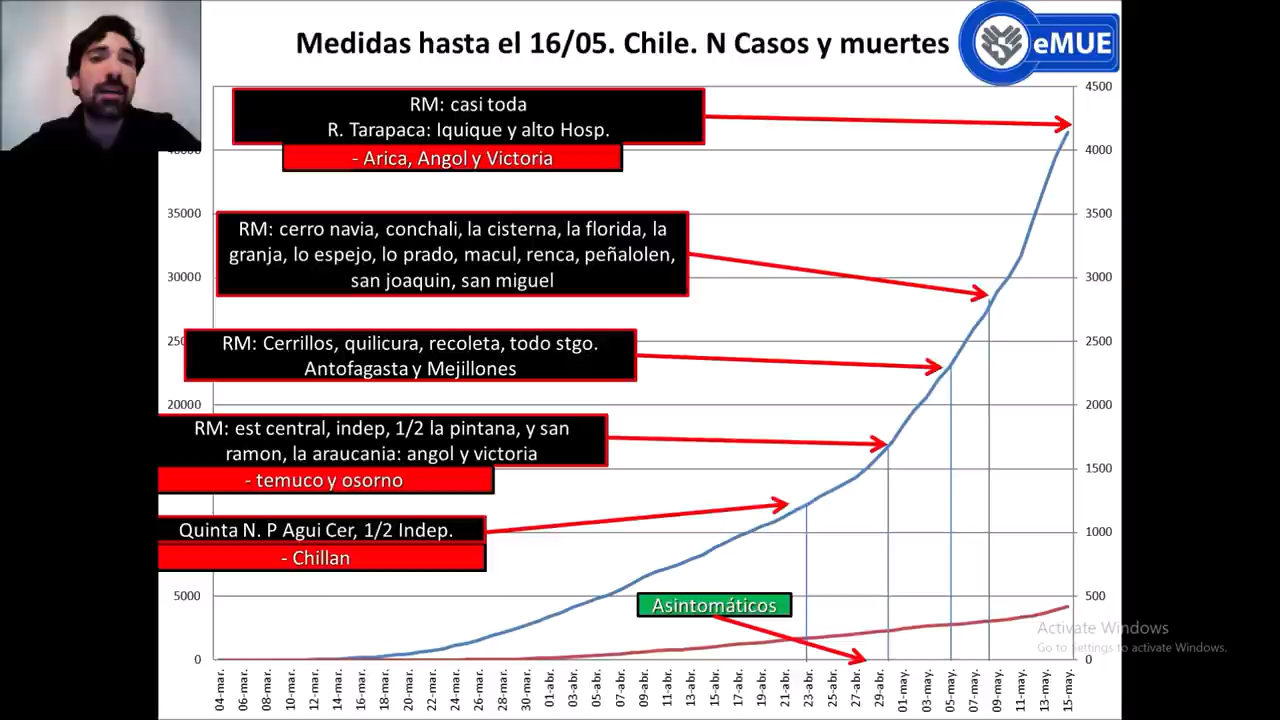 Medidas hasta el 16/05. Chile. N Casos y muertes
eMUE
RM: casi toda
R. Tarapaca: Iquique y alto Hosp.
- Arica, Angol y Victoria
RM: cerro navia, conchali, la cisterna, la florida, la
granja, lo espejo, lo prado, macul, renca, peñalolen,
san joaquin, san miguel
RM: Cerrillos, quilicura, recoleta, todo stgo.
Antofagasta y Mejillones
RM: est central, indep, 1/2 la pintana, y san
ramon, la araucania: angol y victoria
- temuco y osorno
Quinta N. P Agui Cer, 1/2 Indep.
- Chillan
Asintomáticos
35000
30000
20000
5000
0
4500
4000
3500
3000
2500
2000
1500
1000
500
0
04-mar.
06-mar.
08-mar.
10-mar.
12-mar.
14-mar.
16-mar.
18-mar.
20-mar.
22-mar.
24-mar.
26-mar.
28-mar.
30-mar.
01-abr.
03-abr.
05-abr.
07-abr.
09-abr.
11-abr.
13-abr.
15-abr.
17-abr.
19-abr.
21-abr.
23-abr.
25-abr.
27-abr.
29-abr.
01-may.
03-may.
05-may.
07-may.
09-may.
11-may.
13-may.
15-may.
Activate Windows
Go to Settings to activate Windows.